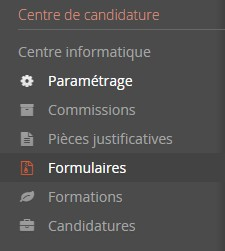 Centre de candidature
Centre informatique
Paramétrage
Commissions
Pièces justificatives
Formulaires
Formations
Candidatures